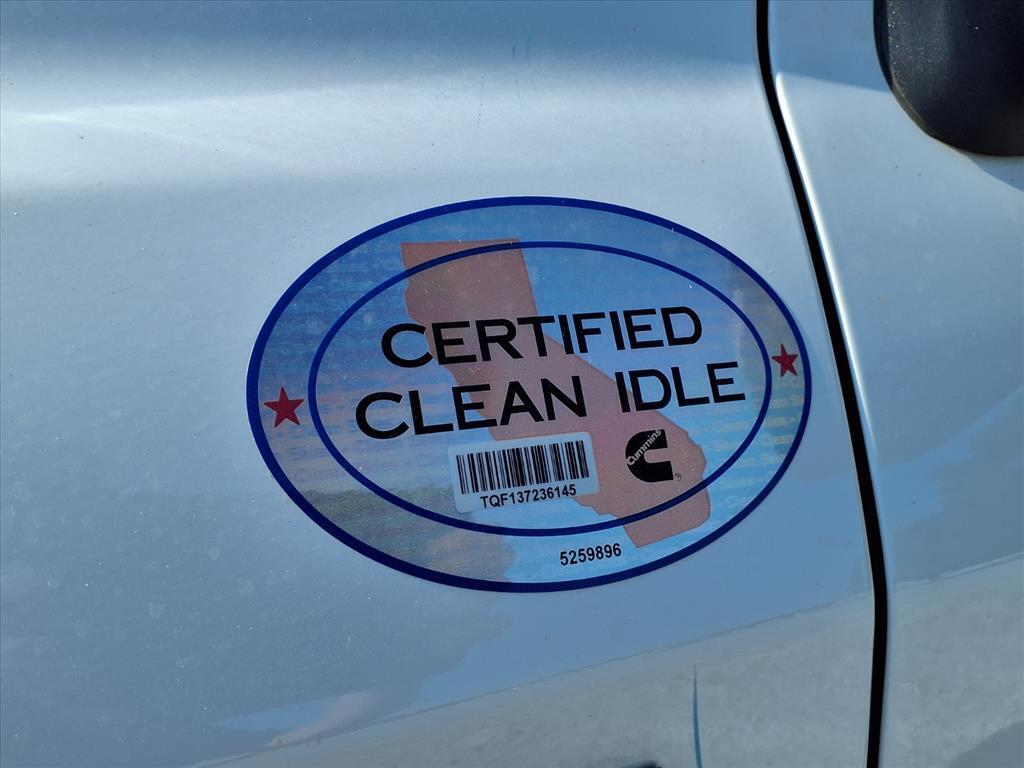 CERTIFIED
CLEAN IDLE
TQF137236145
Cummins
5259896